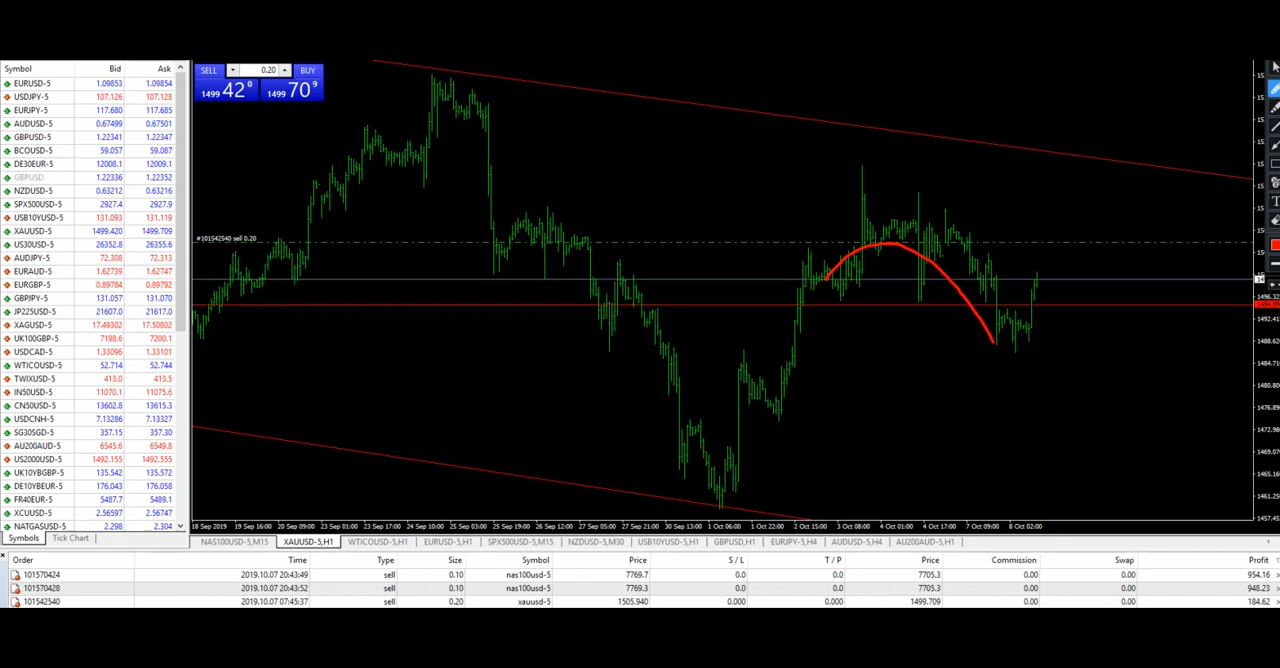 Symbol Bid Ask
EURUSD-5 1.09853 1.09854
USDJPY-5 107.126 107.128
EURJPY-5 117.680 117.685
AUDUSD-5 0.67499 0.67501
GBPUSD-5 1.22341 1.22347
BCOUSD-5 59.057 59.087
DE30EUR-5 12008.1 12009.1
GBPUSD 1.22336 1.22352
NZDUSD-5 0.63212 0.63216
SPX500USD-5 2927.4 2927.9
USB10YUSD-5 131.093 131.119
XAUUSD-5 1499.420 1499.709
US30USD-5 26352.8 26355.6
AUDJPY-5 72.308 72.313
EURAUD-5 1.62739 1.62747
EURGBP-5 0.89784 0.89792
GBPJPY-5 131.057 131.070
JP225USD-5 21607.0 21617.0
XAGUSD-5 17.49302 17.50802
UK100GBP-5 7198.6 7200.1
USDCAD-5 1.33096 1.33101
WTICOUSD-5 52.714 52.744
TWIXUSD-5 413.0 413.5
IN50USD-5 11070.1 11075.6
CN50USD-5 13602.8 13615.3
USDCNH-5 7.13286 7.13327
SG30SGD-5 357.15 357.30
AU200AUD-5 6545.6 6549.8
US2000USD-5 1492.155 1492.555
UK10YBGBP-5 135.542 135.572
DE10YBEUR-5 176.043 176.058
FR40EUR-5 5487.7 5489.1
XCUUSD-5 2.56597 2.56747
NATGASUSD-5 2.298 2.304
Symbols Tick Chart
SELL 0.20 BUY
1499 42 0 1499 70 9
#101542540 sell 0.20
1496.32
1492.41
1488.62
1484.71
1480.80
1476.89
1472.98
1469.07
1465.16
1461.25
1457.45
18 Sep 2019 19 Sep 16:00 20 Sep 09:00 23 Sep 01:00 23 Sep 17:00 24 Sep 10:00 25 Sep 03:00 25 Sep 19:00 26 Sep 12:00 27 Sep 05:00 27 Sep 21:00 30 Sep 13:00 1 Oct 06:00 1 Oct 22:00 2 Oct 15:00 3 Oct 08:00 4 Oct 01:00 4 Oct 17:00 7 Oct 09:00 8 Oct 02:00
NAS100USD-5,M15 XAUUSD-5,H1 WTICOUSD-5,H1 EURUSD-5,H1 SPX500USD-5,M15 NZDUSD-5,M30 USB10YUSD-5,H1 GBPUSD,H1 EURJPY-5,H4 AUDUSD-5,H4 AU200AUD-5,H1
Order Time Type Size Symbol Price S / L T / P Price Commission Swap Profit
101570424 2019.10.07 20:43:49 sell 0.10 nas100usd-5 7769.7 0.0 0.0 7705.3 0.00 0.00 954.16
101570428 2019.10.07 20:43:52 sell 0.10 nas100usd-5 7769.3 0.0 0.0 7705.3 0.00 0.00 948.23
101542540 2019.10.07 07:45:37 sell 0.20 xauusd-5 1505.940 0.000 0.000 1499.709 0.00 0.00 184.62